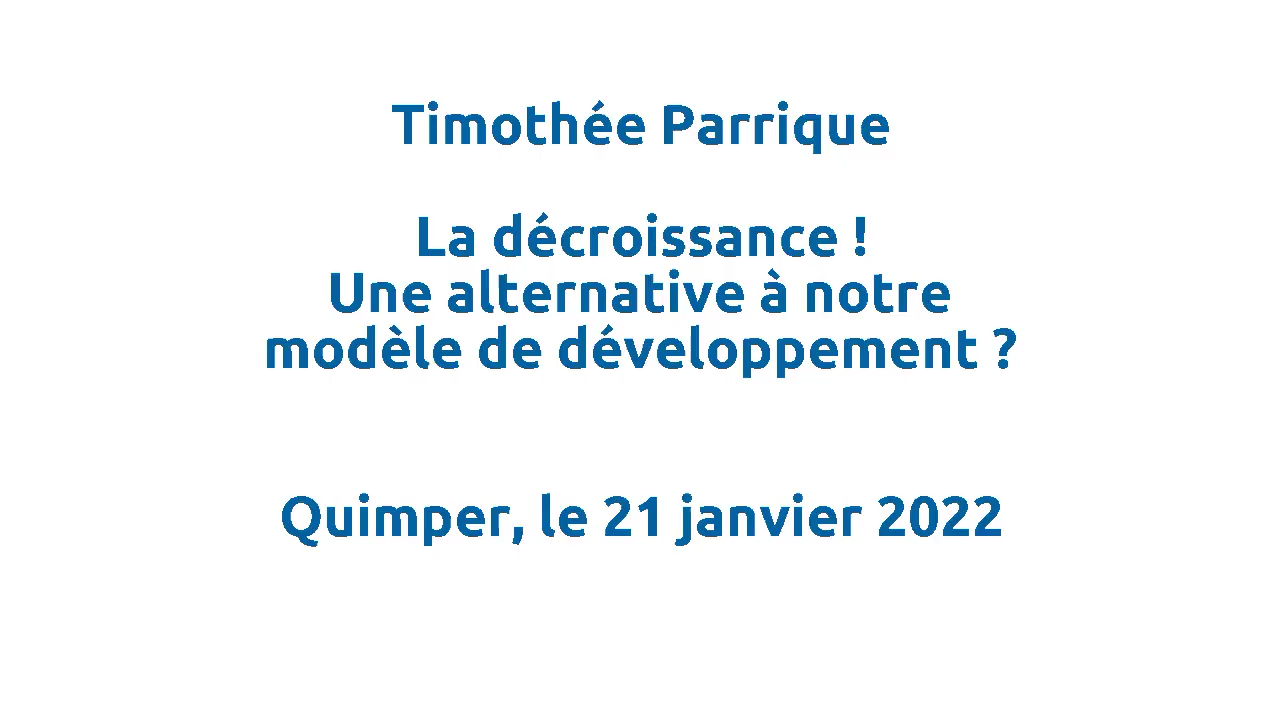 Timothée Parrique
La décroissance !
Une alternative à notre
modèle de développement ?
Quimper, le 21 janvier 2022